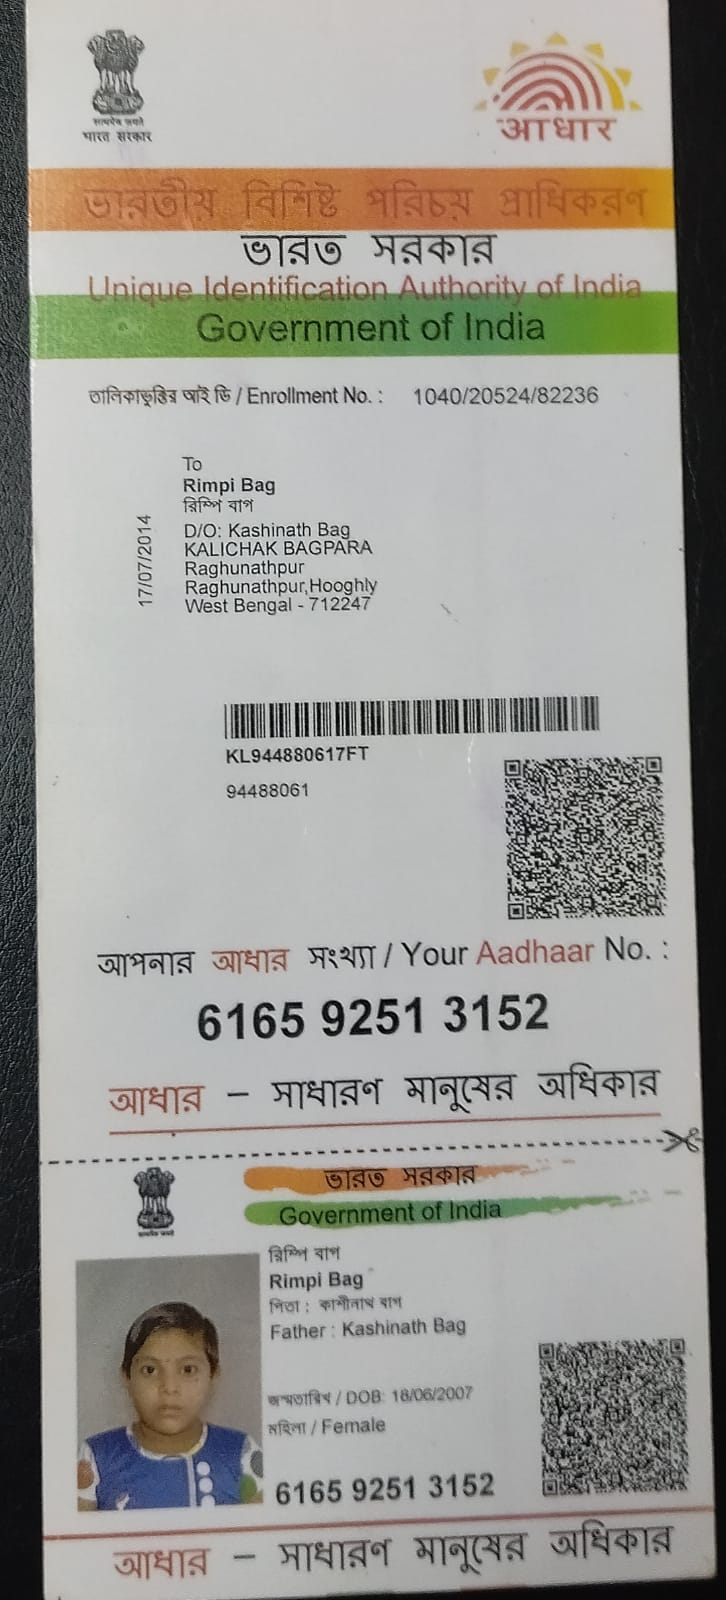 सत्यमेव जयते
भारत सरकार
आधार
ভারতীয় বিশিষ্ট পরিচয় প্রাধিকরণ
ভারত সরকার
Unique Identification Authority of India
Government of India
তালিকাভুক্তির আই ডি / Enrollment No. : 1040/20524/82236
To
Rimpi Bag
রিম্পি বাগ
D/O: Kashinath Bag
KALICHAK BAGPARA
Raghunathpur
Raghunathpur,Hooghly
West Bengal - 712247
17/07/2014
KL944880617FT
94488061
আপনার আধার সংখ্যা / Your Aadhaar No. :
6165 9251 3152
আধার – সাধারণ মানুষের অধিকার
ভারত সরকার
Government of India
सत्यमेव जयते
রিম্পি বাগ
Rimpi Bag
পিতা : কাশীনাথ বাগ
Father : Kashinath Bag
জন্মতারিখ / DOB: 18/06/2007
মহিলা / Female
6165 9251 3152
আধার – সাধারণ মানুষের অধিকার